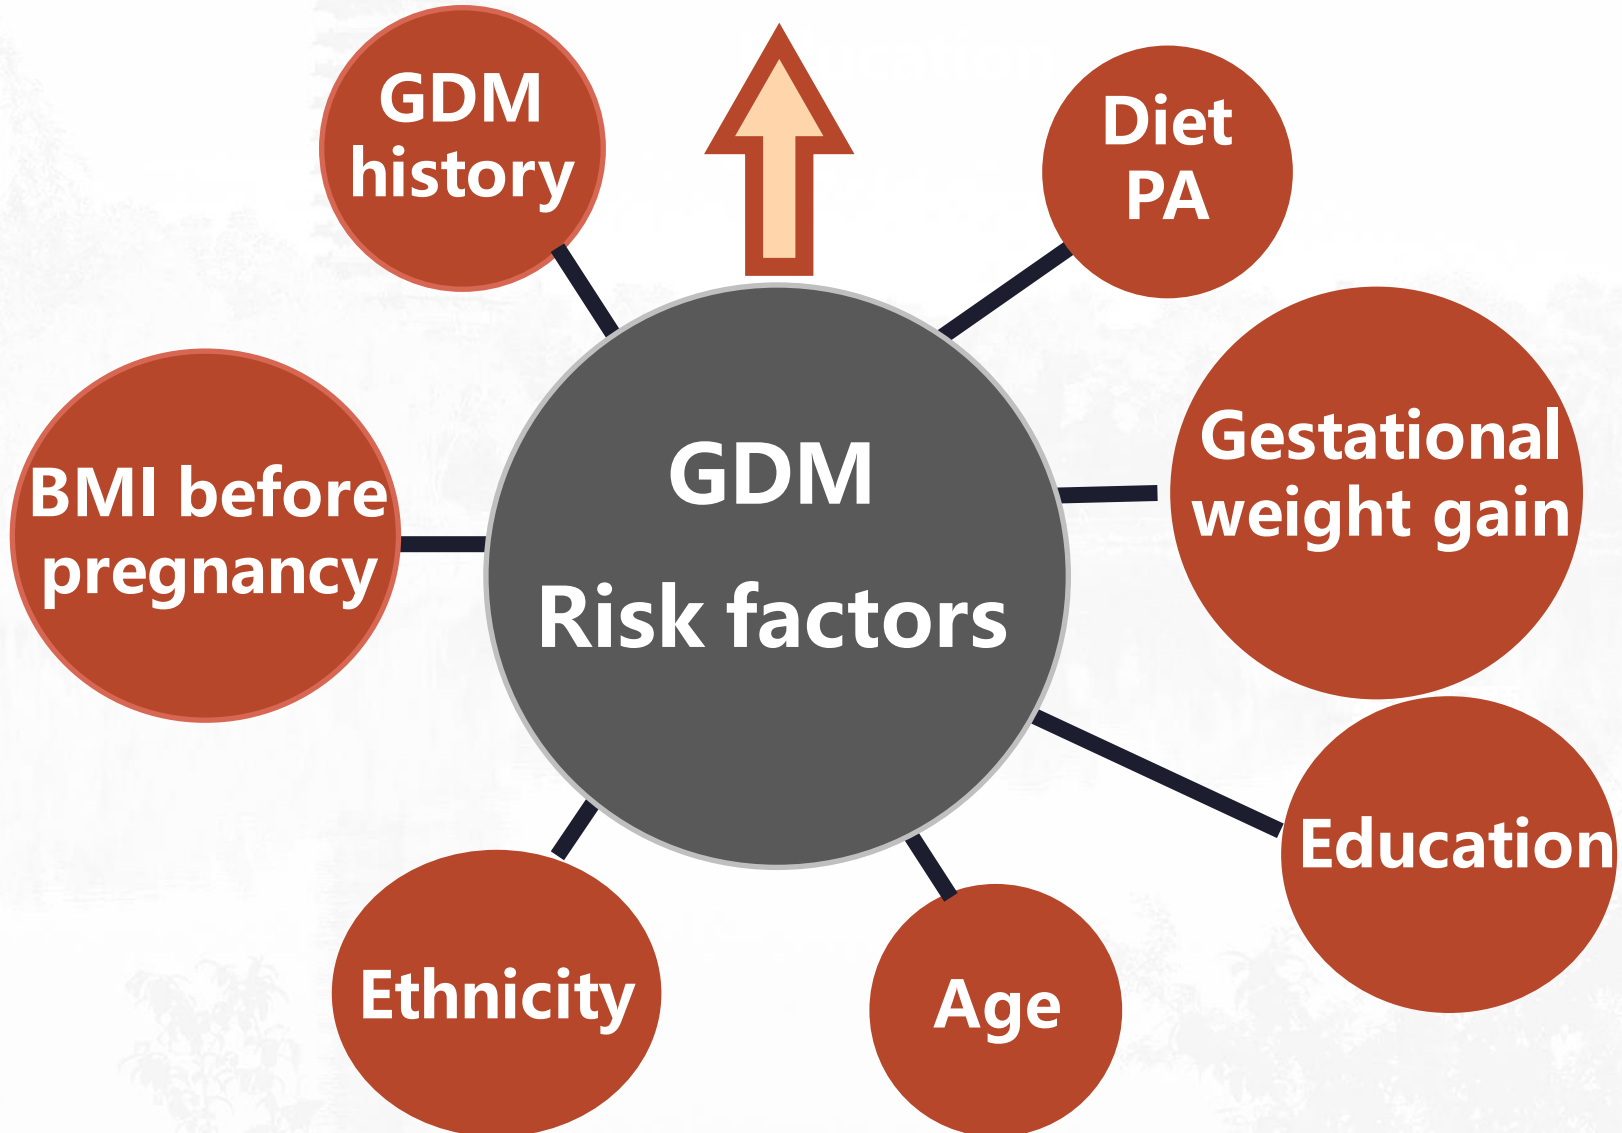 GDM
history
Diet
PA
Gestational
weight gain
BMI before
pregnancy
GDM
Risk factors
Education
Ethnicity
Age